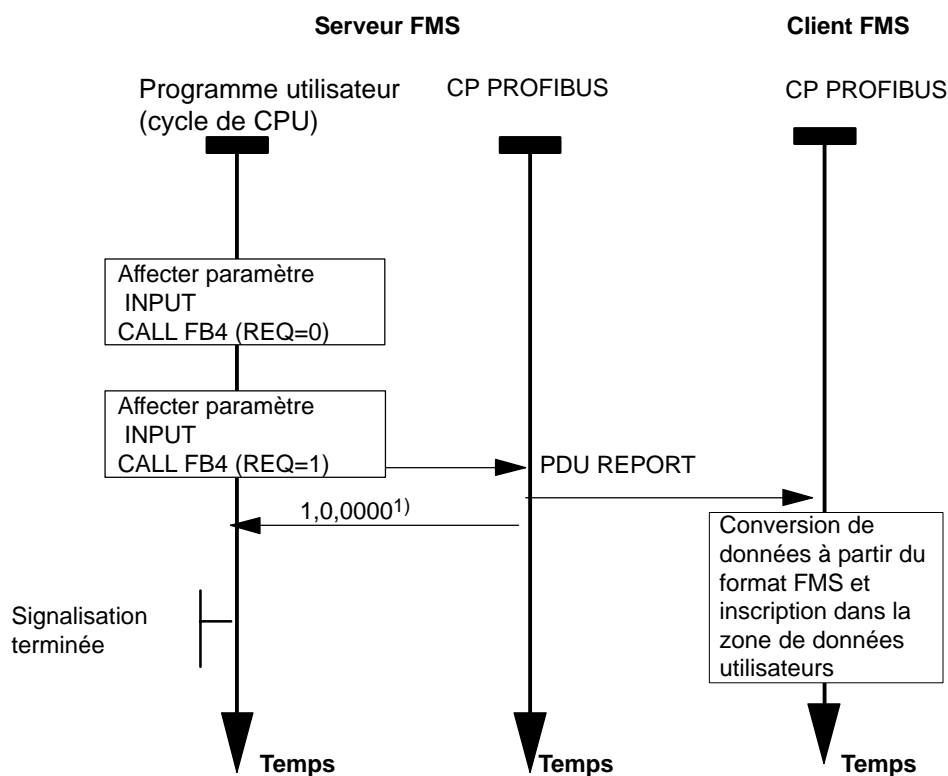 Serveur FMS
Client FMS
Programme utilisateur
(cycle de CPU)
CP PROFIBUS
CP PROFIBUS
Affecter paramètre
INPUT
CALL FB4 (REQ=0)
Affecter paramètre
INPUT
CALL FB4 (REQ=1)
PDU REPORT
1,0,0000¹⁾
Conversion de
données à partir du
format FMS et
inscription dans la
zone de données
utilisateurs
Signalisation
terminée
Temps
Temps
Temps